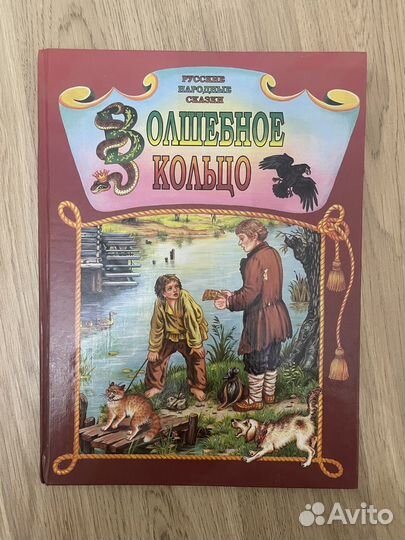 РУССКИЕ
НАРОДНЫЕ
СКАЗКИ
ВОЛШЕБНОЕ
КОЛЬЦО
Avito